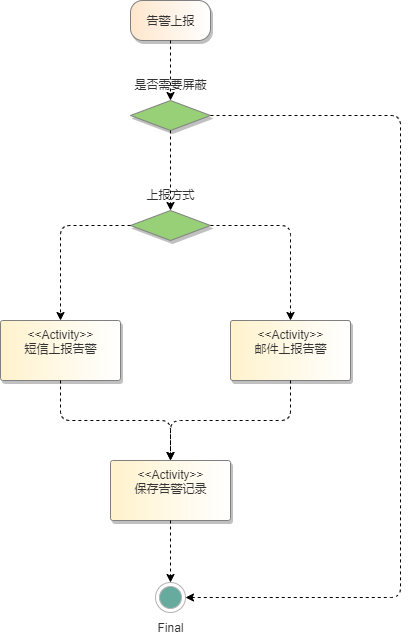 告警上报
是否需要屏蔽
上报方式
<<Activity>>
短信上报告警
<<Activity>>
邮件上报告警
<<Activity>>
保存告警记录
Final